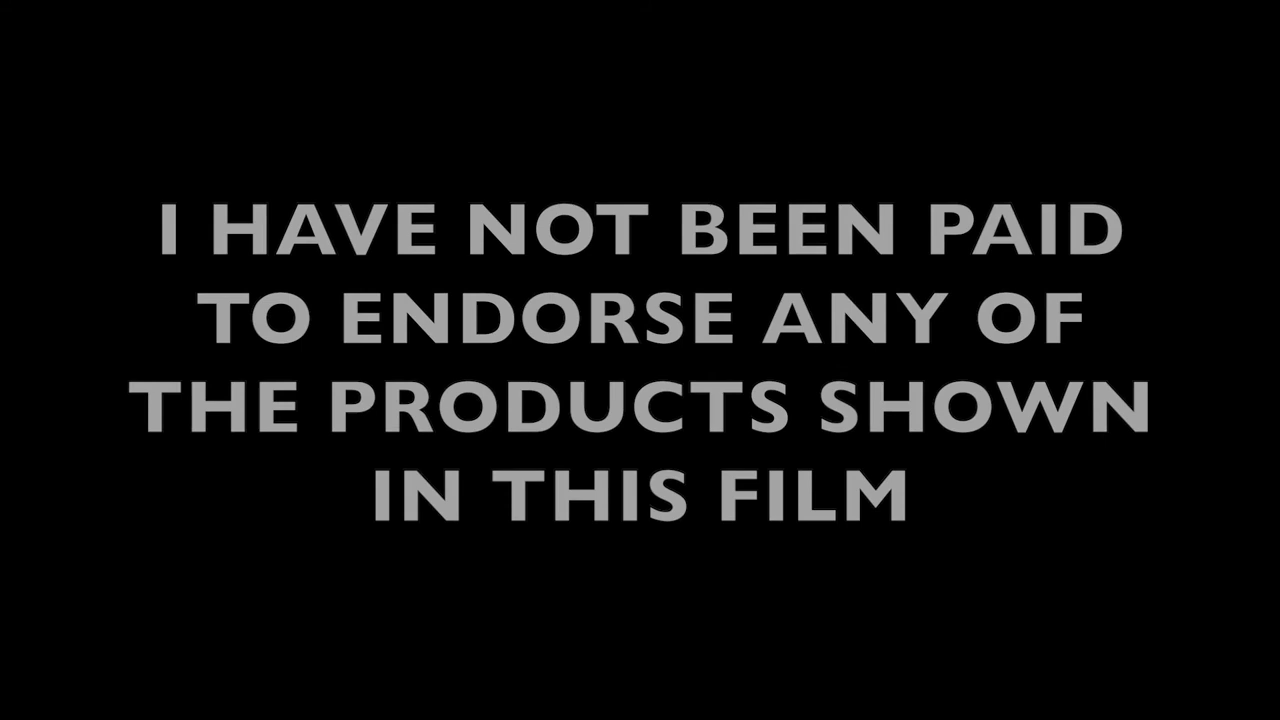 I HAVE NOT BEEN PAID
TO ENDORSE ANY OF
THE PRODUCTS SHOWN
IN THIS FILM